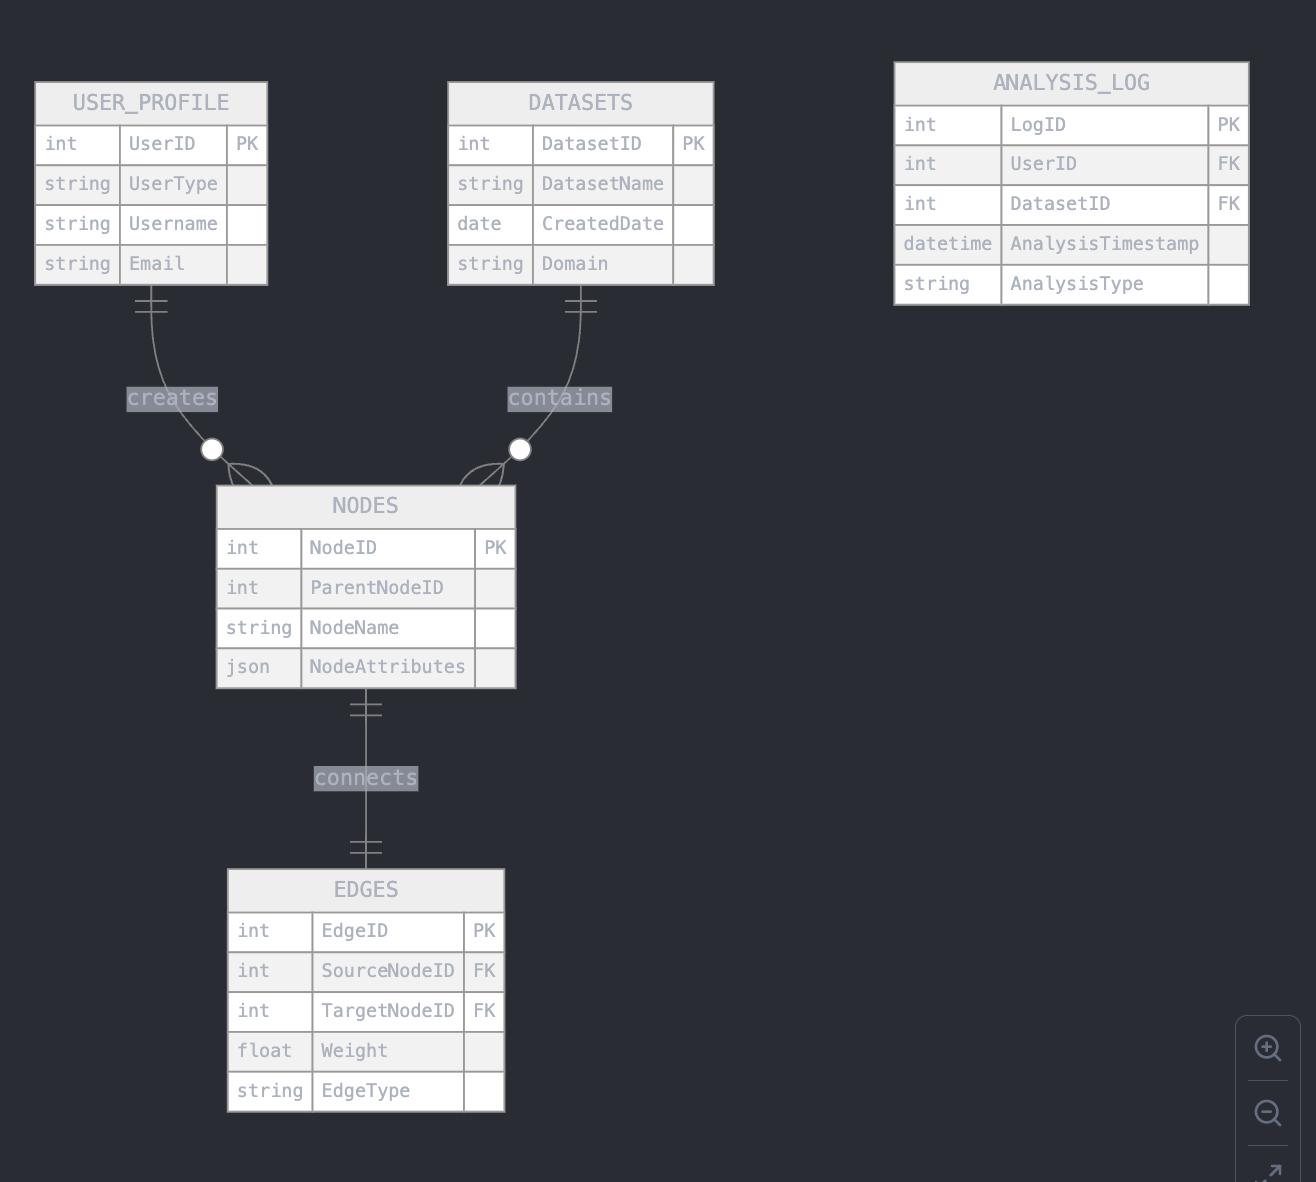 USER_PROFILE
int UserID PK
string UserType
string Username
string Email
DATASETS
int DatasetID PK
string DatasetName
date CreatedDate
string Domain
ANALYSIS_LOG
int LogID PK
int UserID FK
int DatasetID FK
datetime AnalysisTimestamp
string AnalysisType
creates
contains
NODES
int NodeID PK
int ParentNodeID
string NodeName
json NodeAttributes
connects
EDGES
int EdgeID PK
int SourceNodeID FK
int TargetNodeID FK
float Weight
string EdgeType